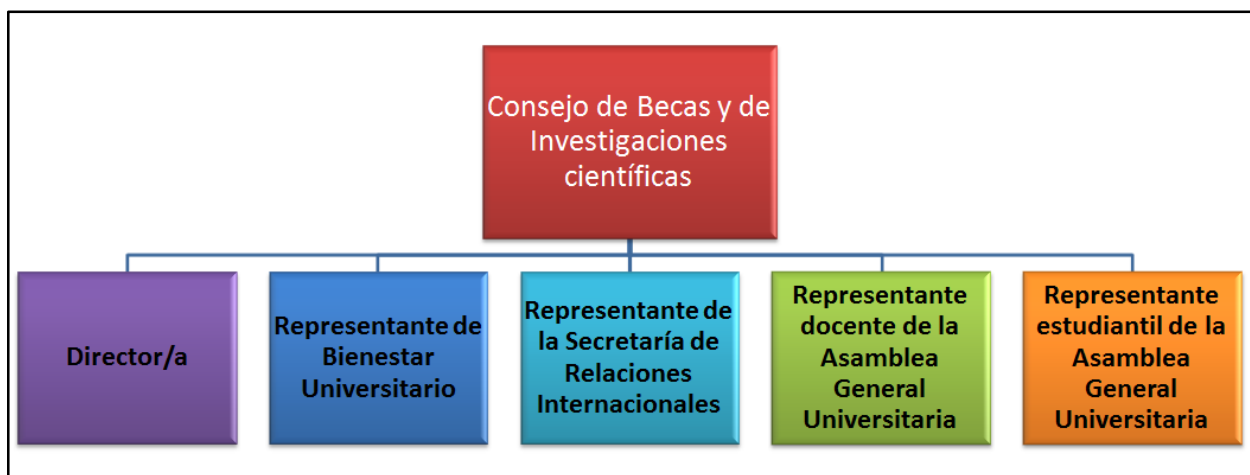 Consejo de Becas y de
Investigaciones
científicas
Director/a
Representante de
Bienestar
Universitario
Representante de
la Secretaría de
Relaciones
Internacionales
Representante
docente de la
Asamblea
General
Universitaria
Representante
estudiantil de la
Asamblea
General
Universitaria